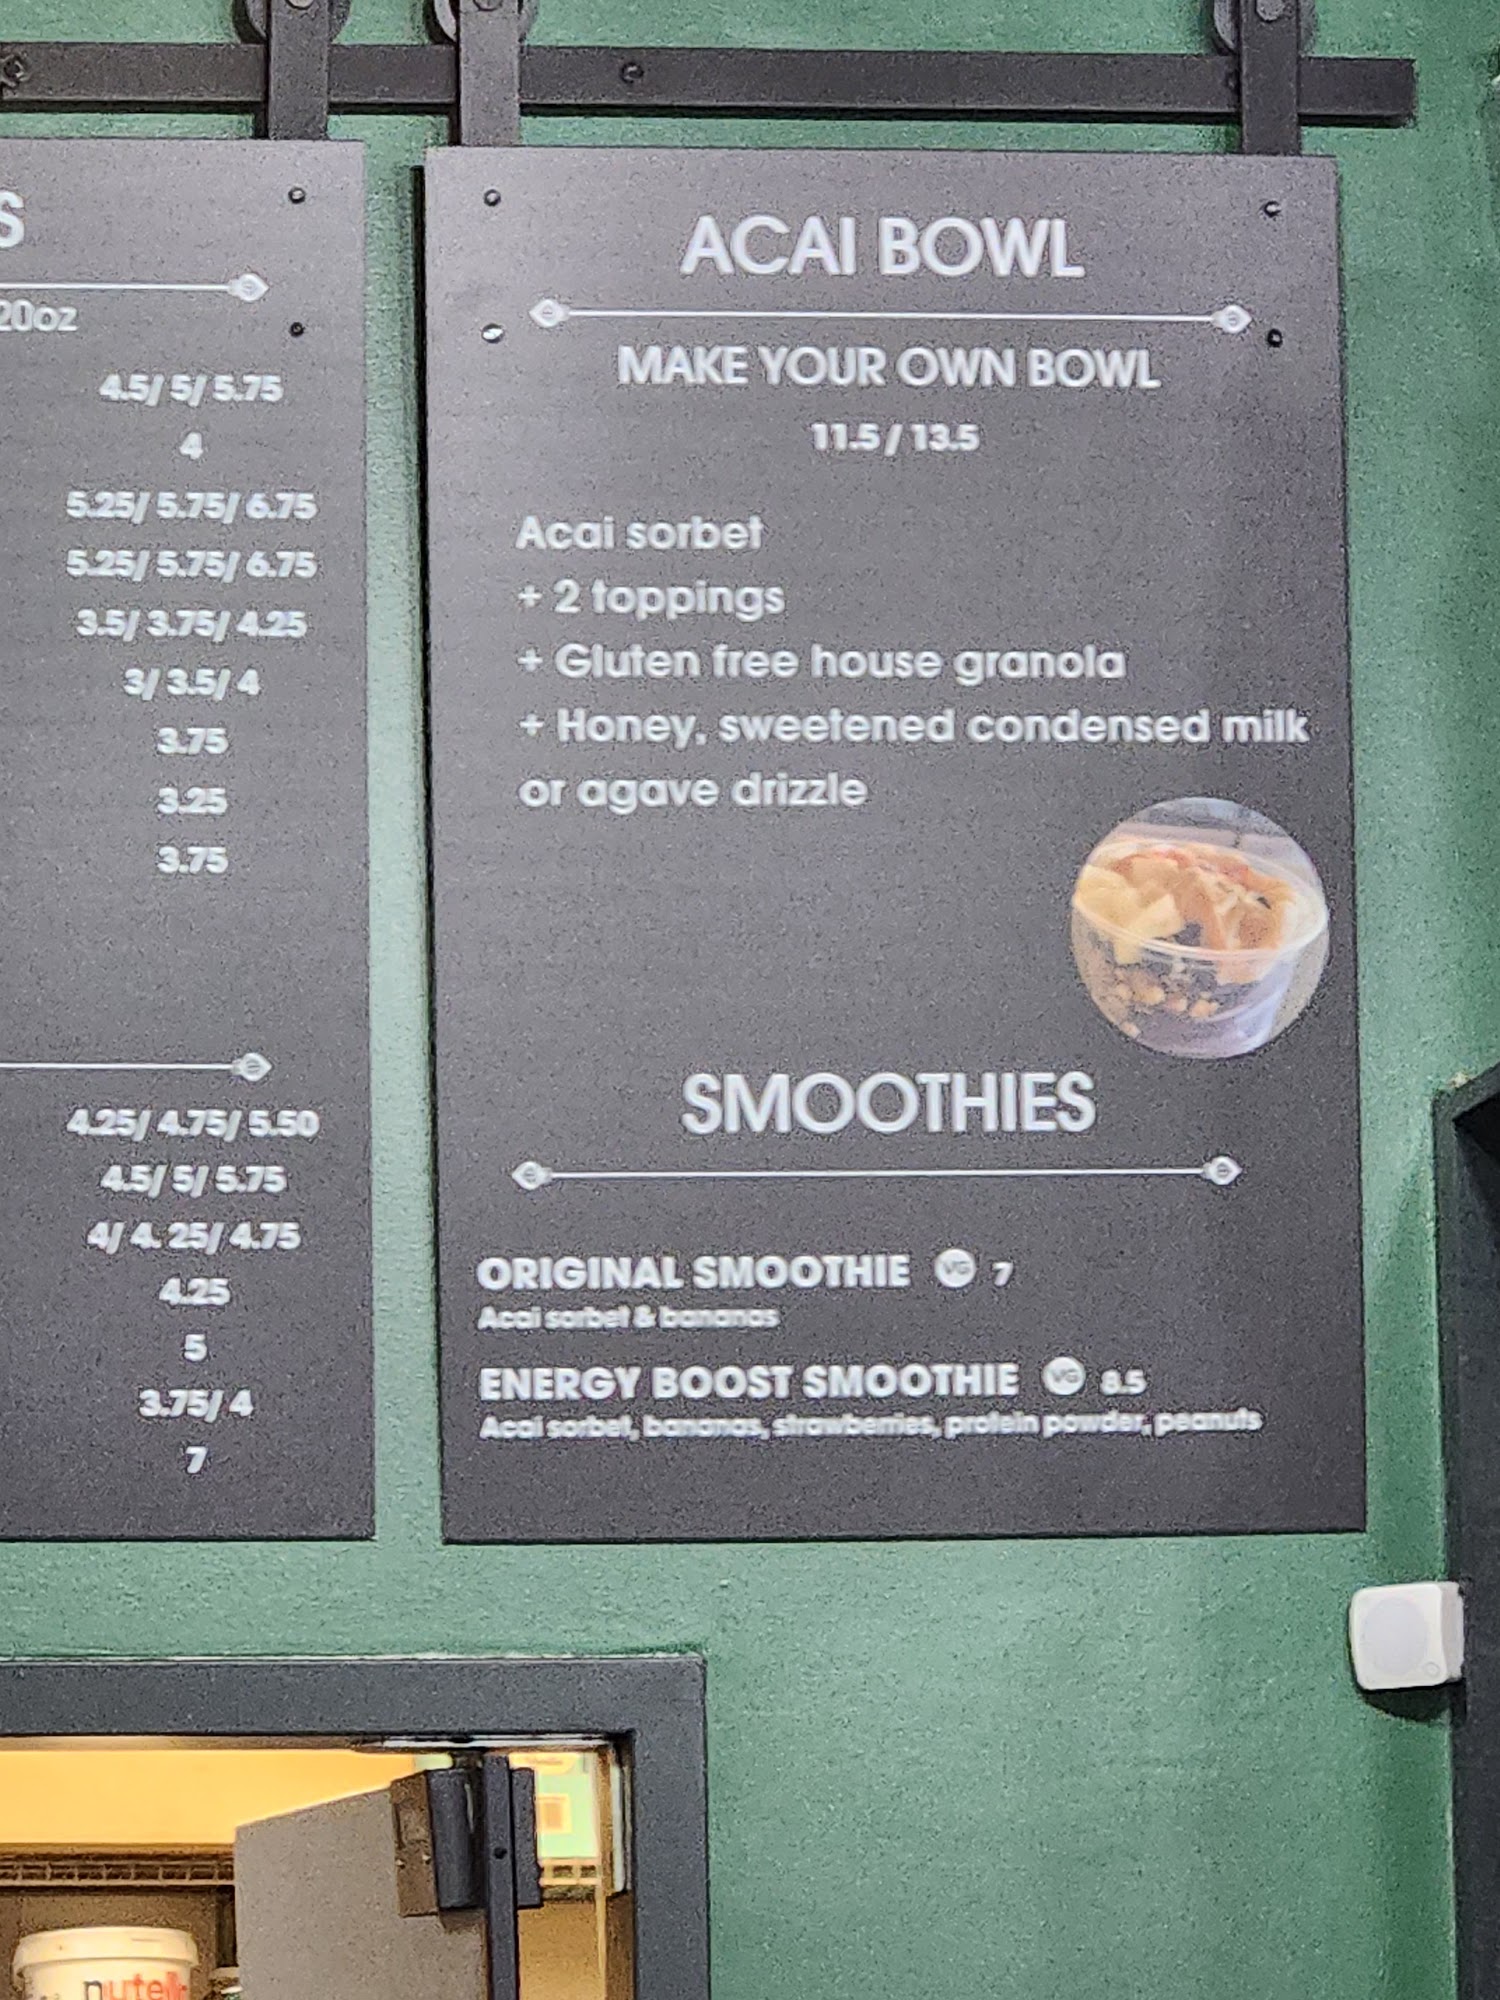 S
20oz
4.5/ 5/ 5.75
4
5.25/ 5.75/ 6.75
5.25/ 5.75/ 6.75
3.5/ 3.75/ 4.25
3/ 3.5/ 4
3.75
3.25
3.75
4.25/ 4.75/ 5.50
4.5/ 5/ 5.75
4/ 4. 25/ 4.75
4.25
5
3.75/ 4
7
ACAI BOWL
MAKE YOUR OWN BOWL
11.5 / 13.5
Acai sorbet
+ 2 toppings
+ Gluten free house granola
+ Honey, sweetened condensed milk
or agave drizzle
SMOOTHIES
ORIGINAL SMOOTHIE VG 7
Acai sorbet & bananas
ENERGY BOOST SMOOTHIE VG 8.5
Acai sorbet, bananas, strawberries, protein powder, peanuts
nutella